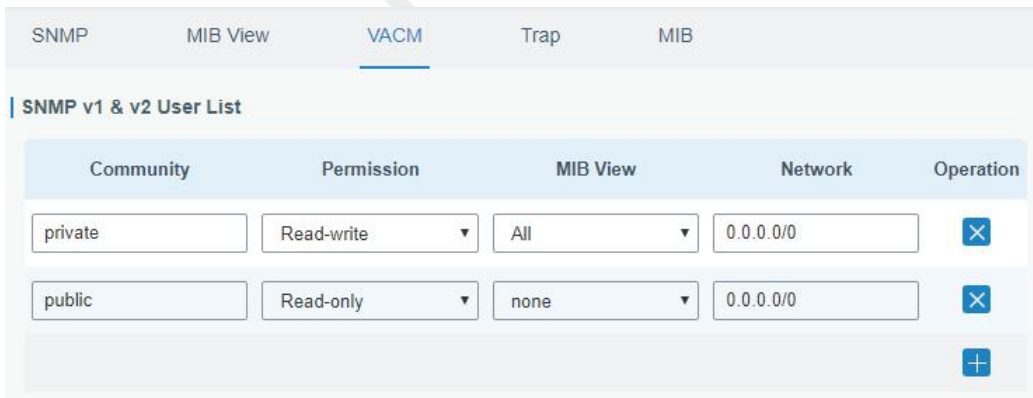 SNMP MIB View VACM Trap MIB
SNMP v1 & v2 User List
Community Permission MIB View Network Operation
private Read-write All 0.0.0.0/0
public Read-only none 0.0.0.0/0